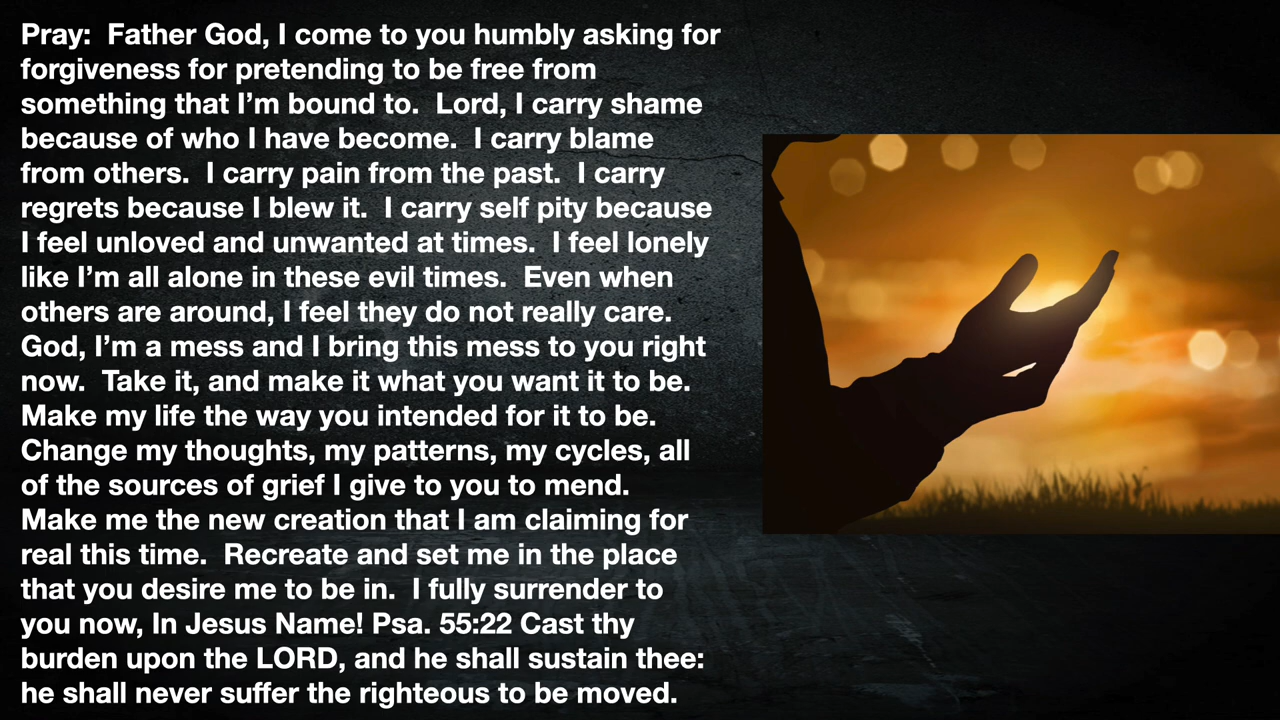 Pray:  Father God, I come to you humbly asking for
forgiveness for pretending to be free from
something that I’m bound to.  Lord, I carry shame
because of who I have become.  I carry blame
from others.  I carry pain from the past.  I carry
regrets because I blew it.  I carry self pity because
I feel unloved and unwanted at times.  I feel lonely
like I’m all alone in these evil times.  Even when
others are around, I feel they do not really care.
God, I’m a mess and I bring this mess to you right
now.  Take it, and make it what you want it to be.
Make my life the way you intended for it to be.
Change my thoughts, my patterns, my cycles, all
of the sources of grief I give to you to mend.
Make me the new creation that I am claiming for
real this time.  Recreate and set me in the place
that you desire me to be in.  I fully surrender to
you now, In Jesus Name! Psa. 55:22 Cast thy
burden upon the LORD, and he shall sustain thee:
he shall never suffer the righteous to be moved.